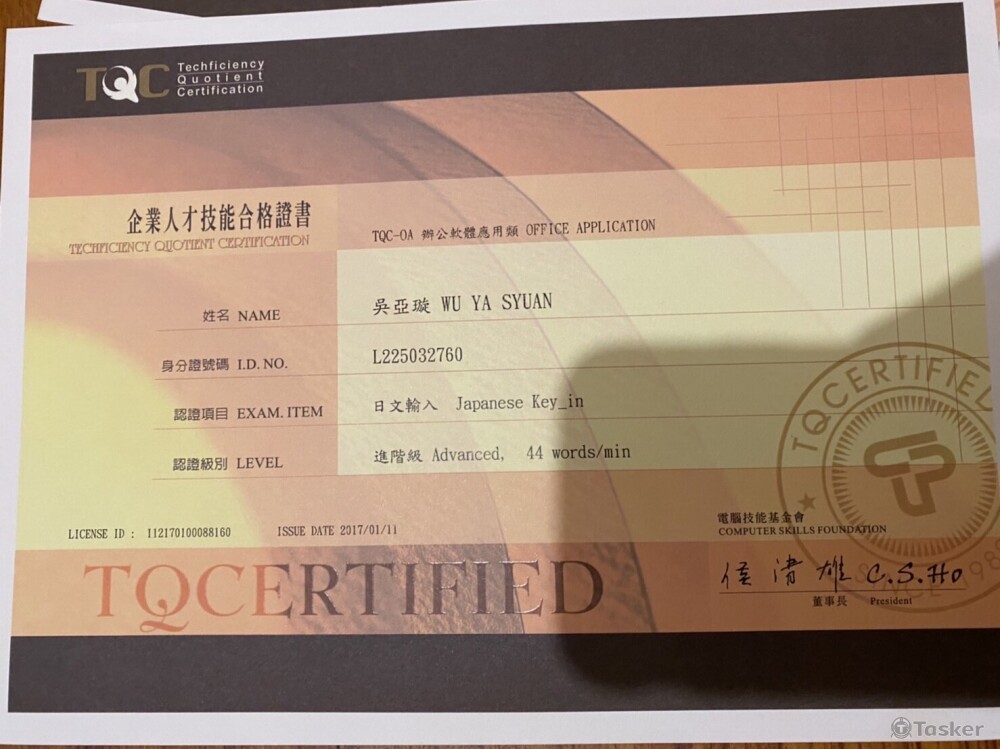 TQC Techficiency
Quotient
Certification
企業人才技能合格證書
TECHFICIENCY QUOTIENT CERTIFICATION
TQC-OA 辦公軟體應用類 OFFICE APPLICATION
姓名 NAME 吳亞璇 WU YA SYUAN
身分證號碼 I.D. NO. L225032760
認證項目 EXAM. ITEM 日文輸入 Japanese Key_in
認證級別 LEVEL 進階級 Advanced, 44 words/min
TQCERTIFIED
LICENSE ID : 112170100088160 ISSUE DATE 2017/01/11
電腦技能基金會
COMPUTER SKILLS FOUNDATION
侯清雄 C.S.Ho
董事長 President
TQCERTIFIED
Tasker